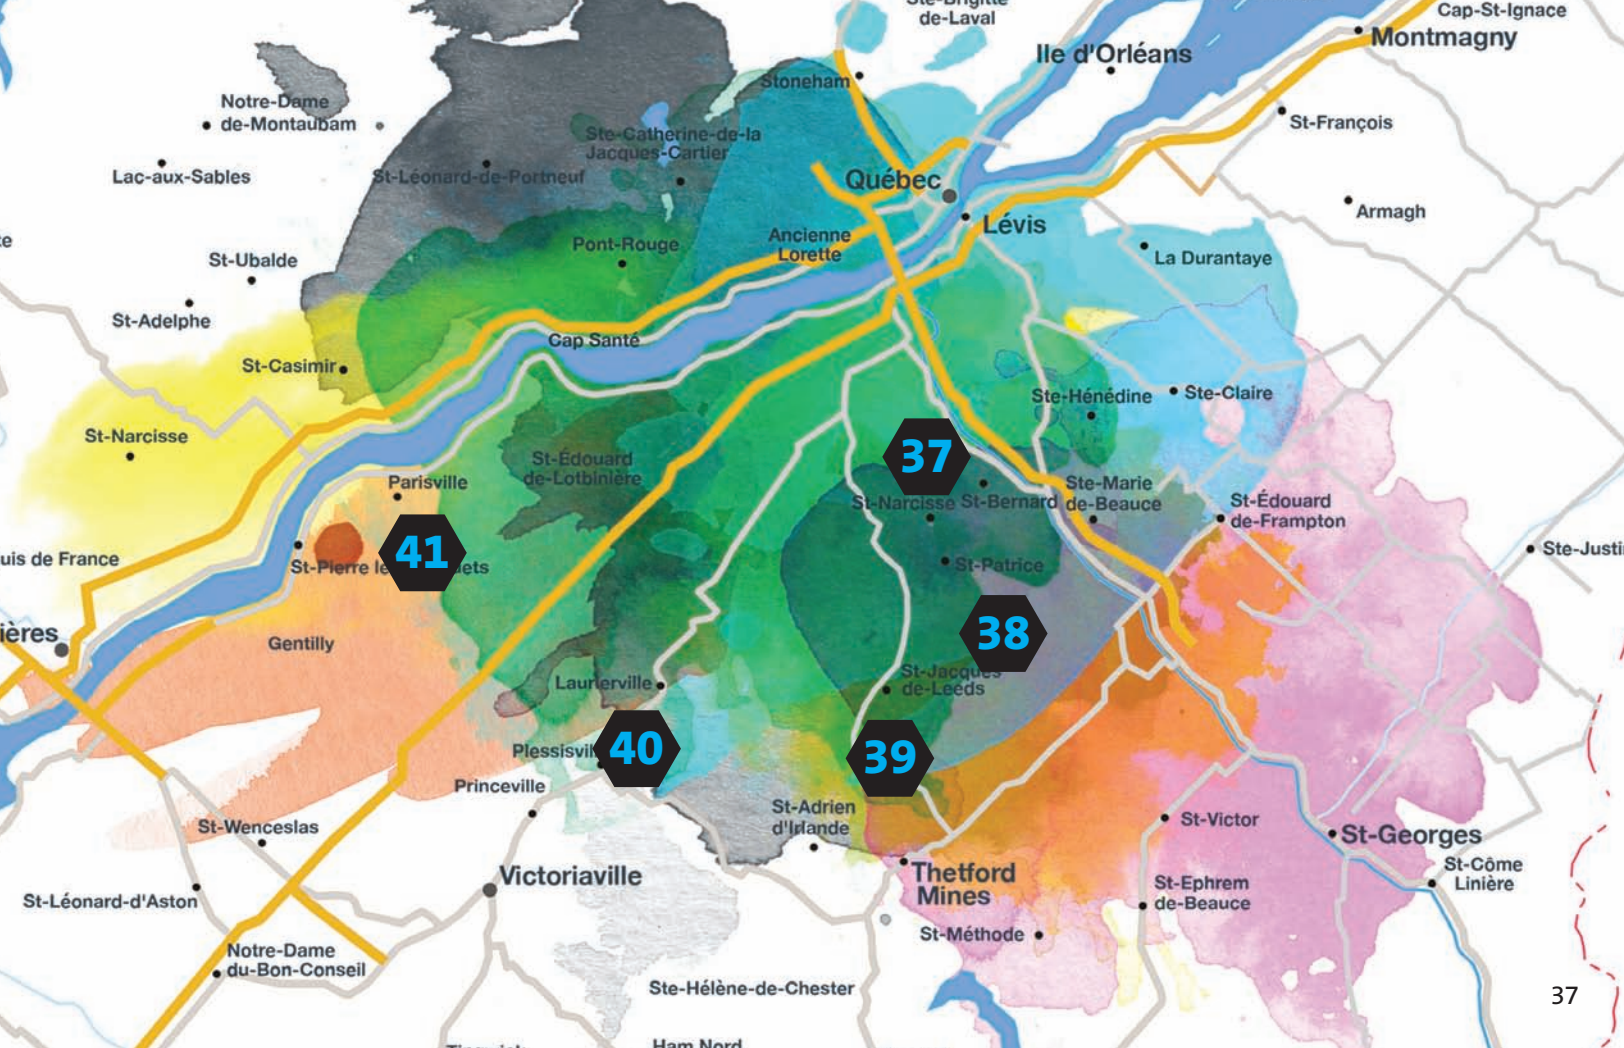 Ste-Brigitte
de-Laval
Cap-St-Ignace
Montmagny
Ile d'Orléans
Stoneham
Notre-Dame
de-Montaubam
St-François
Ste-Catherine-de-la
Jacques-Cartier
Lac-aux-Sables
St-Léonard-de-Portneuf
Québec
Armagh
Lévis
Pont-Rouge
Ancienne
Lorette
La Durantaye
St-Ubalde
St-Adelphe
Cap Santé
St-Casimir
Ste-Hénédine
Ste-Claire
St-Narcisse
37
St-Édouard
de-Lotbinière
Parisville
Ste-Marie
de-Beauce
St-Narcisse
St-Bernard
St-Édouard
de-Frampton
uis de France
41
St-Pierre le
ets
St-Patrice
Ste-Justi
ières
Gentilly
38
Laurierville
St-Jacques
de-Leeds
Plessisvil
40
39
Princeville
St-Adrien
d'Irlande
St-Wenceslas
St-Victor
St-Georges
Victoriaville
Thetford
Mines
St-Côme
Linière
St-Ephrem
de-Beauce
St-Léonard-d'Aston
St-Méthode
Notre-Dame
du-Bon-Conseil
Ste-Hélène-de-Chester
37
Ham Nord